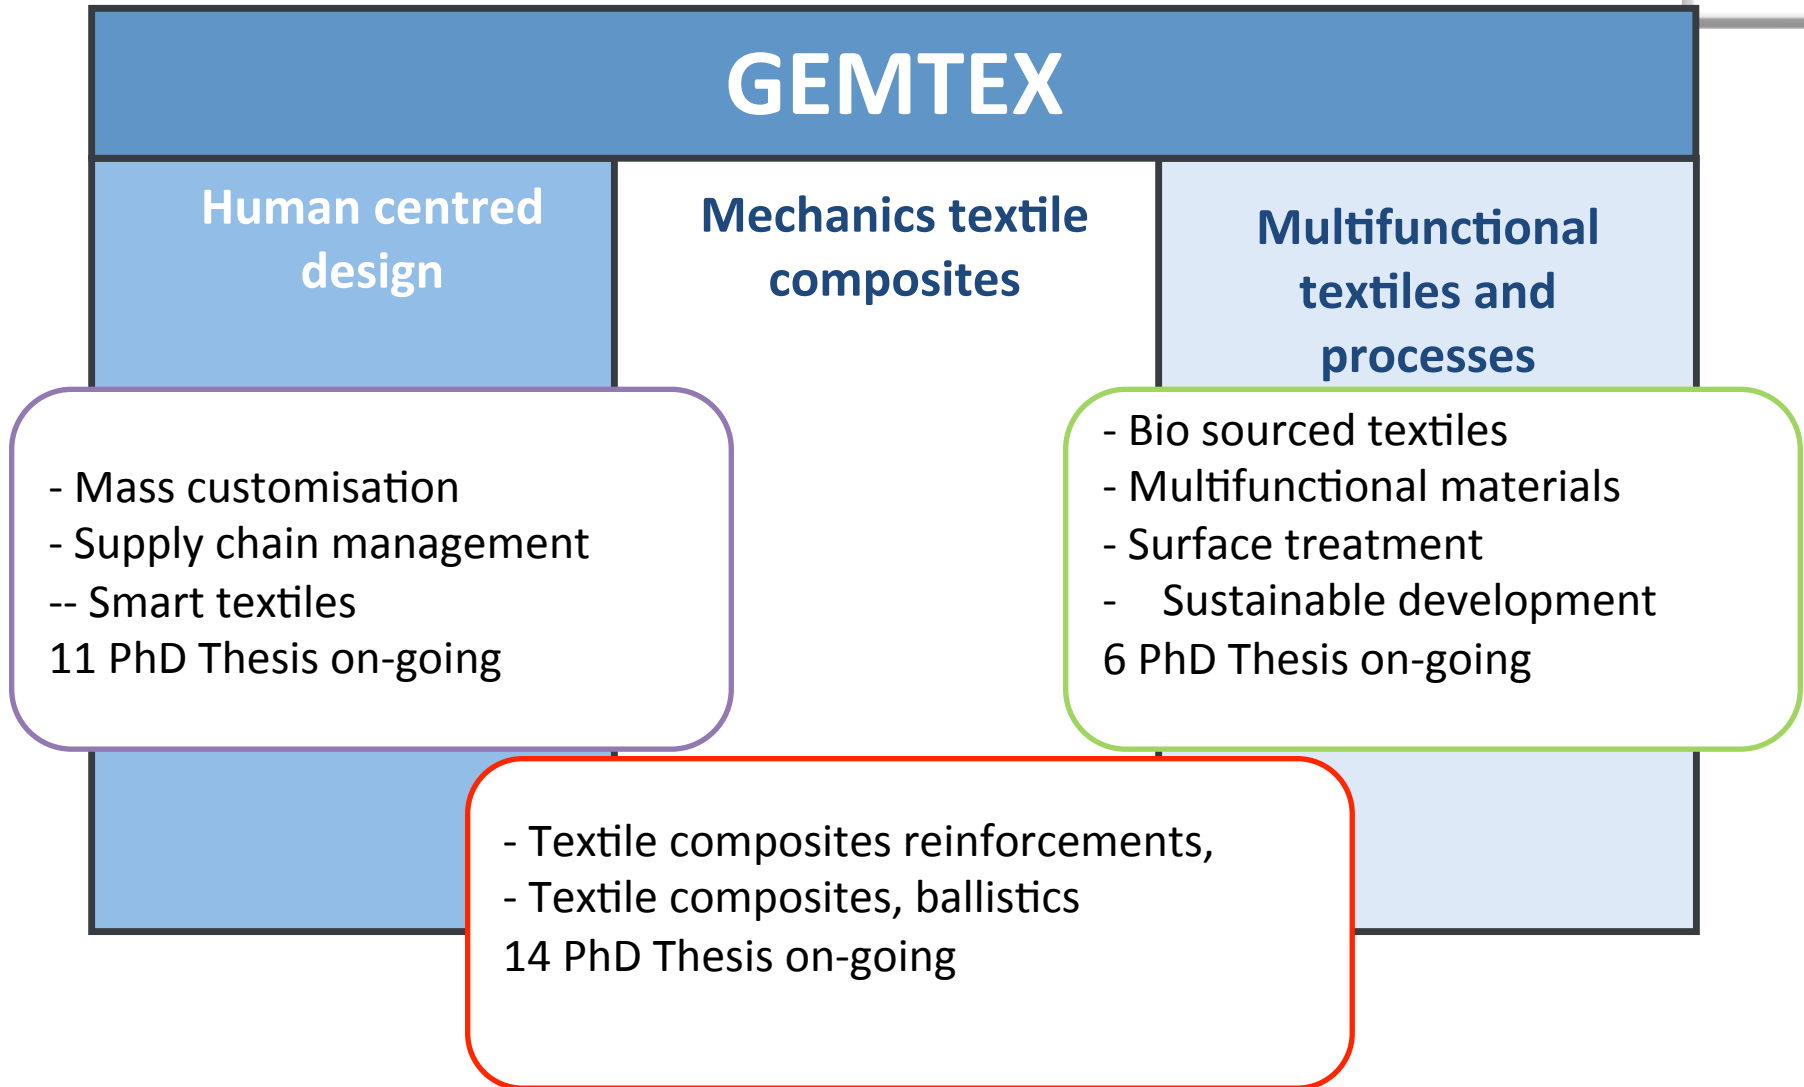 GEMTEX
Human centred
design
Mechanics textile
composites
Multifunctional
textiles and
processes
- Mass customisation
- Supply chain management
-- Smart textiles
11 PhD Thesis on-going
- Bio sourced textiles
- Multifunctional materials
- Surface treatment
- Sustainable development
6 PhD Thesis on-going
- Textile composites reinforcements,
- Textile composites, ballistics
14 PhD Thesis on-going